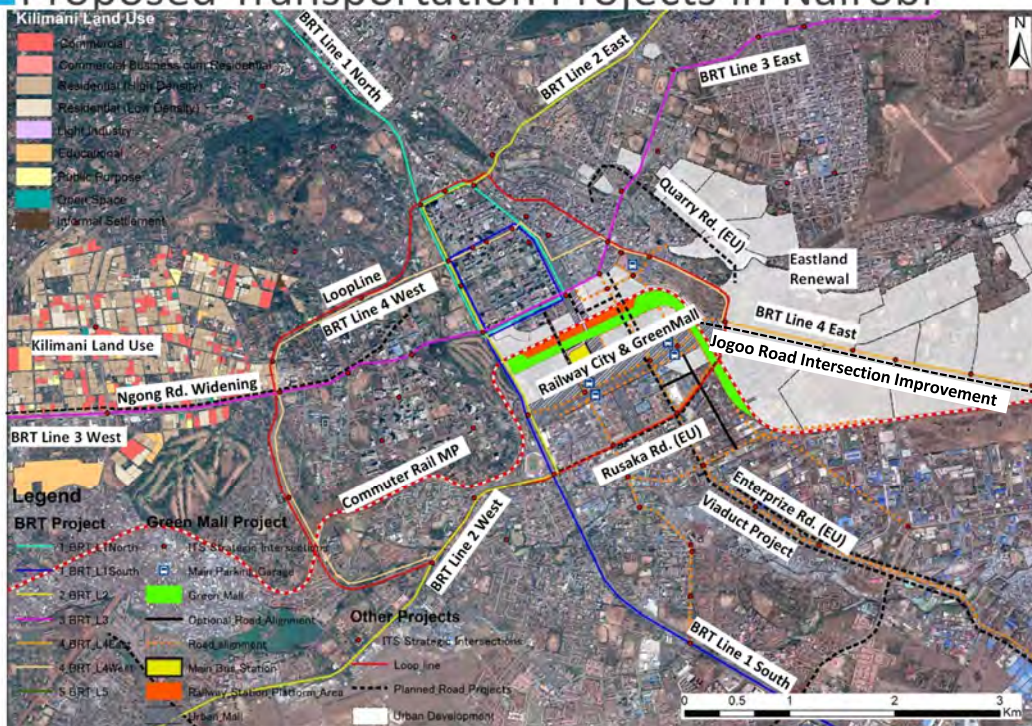 Proposed Transportation Projects in Nairobi
Kilimani Land Use
Commercial
Commercial Business cum Residential
Residential (High Density)
Residential (Low Density)
Light Industry
Educational
Public Purpose
Open Space
Informal Settlement
N
BRT Line 1 North
BRT Line 2 East
BRT Line 3 East
Quarry Rd. (EU)
Eastland
Renewal
LoopLine
BRT Line 4 West
BRT Line 4 East
Kilimani Land Use
Railway City & GreenMall
Jogoo Road Intersection Improvement
Ngong Rd. Widening
BRT Line 3 West
Rusaka Rd. (EU)
Commuter Rail MP
Enterprize Rd. (EU)
Viaduct Project
BRT Line 2 West
BRT Line 1 South
Legend
BRT Project
1_BRT_L1North
1_BRT_L1South
2_BRT_L2
3_BRT_L3
4_BRT_L4East
4_BRT_L4West
5_BRT_L5
Green Mall Project
ITS Strategic Intersections
Main Parking Garage
Green Mall
Optional Road Alignment
Road alignment
Main Bus Station
Railway Station Platform Area
Urban Mall
Other Projects
ITS Strategic Intersections
Loop line
Planned Road Projects
Urban Development
0 0.5 1 2 3
Km